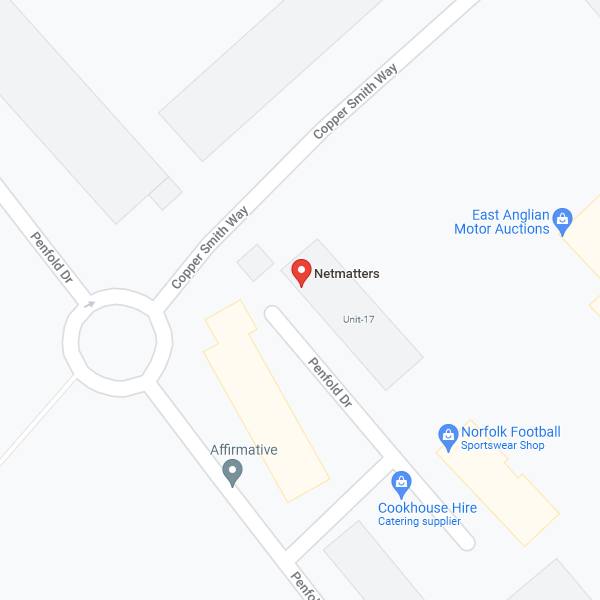 Copper Smith Way
East Anglian
Motor Auctions
Copper Smith Way
Penfold Dr
Netmatters
Unit-17
Penfold Dr
Norfolk Football
Sportswear Shop
Affirmative
Cookhouse Hire
Catering supplier
Penfold